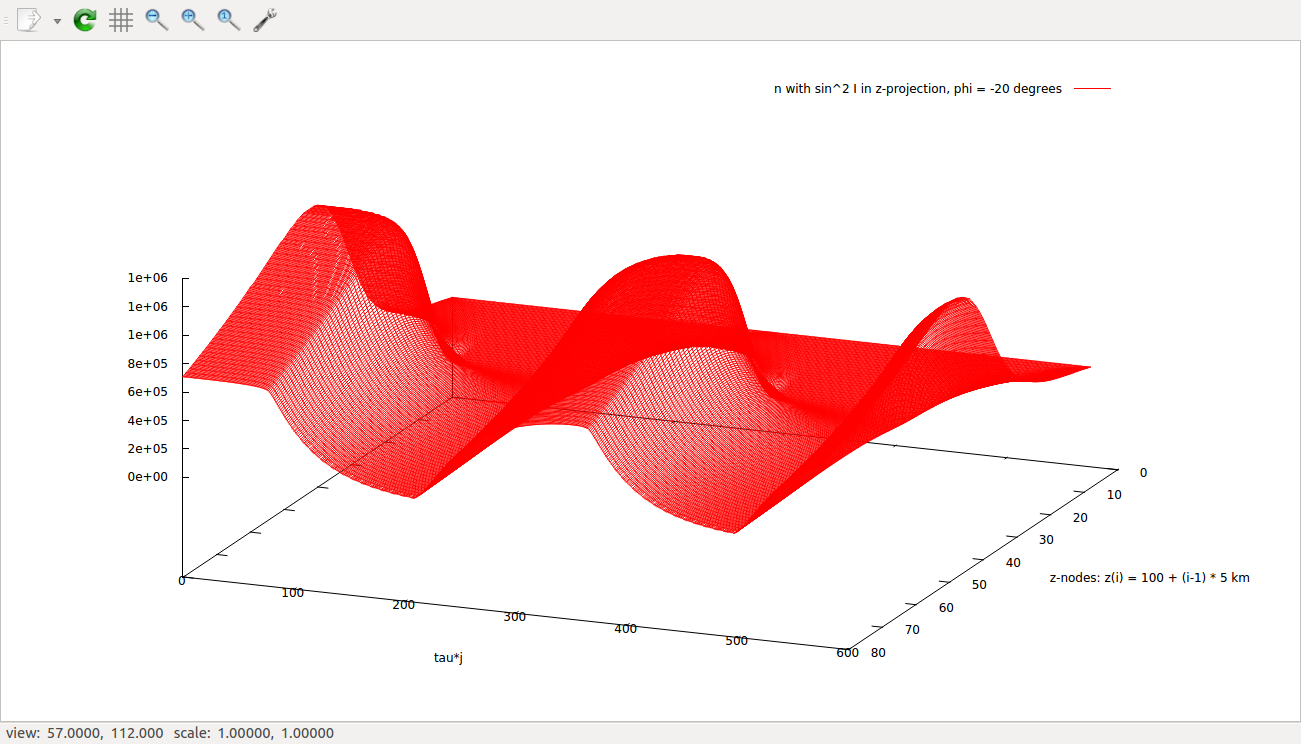 n with sin^2 I in z-projection, phi = -20 degrees
1e+06
1e+06
1e+06
8e+05
6e+05
4e+05
2e+05
0e+00
0
100
200
300
400
500
600
tau*j
0
10
20
30
40
50
60
70
80
z-nodes: z(i) = 100 + (i-1) * 5 km
view: 57.0000, 112.000 scale: 1.00000, 1.00000